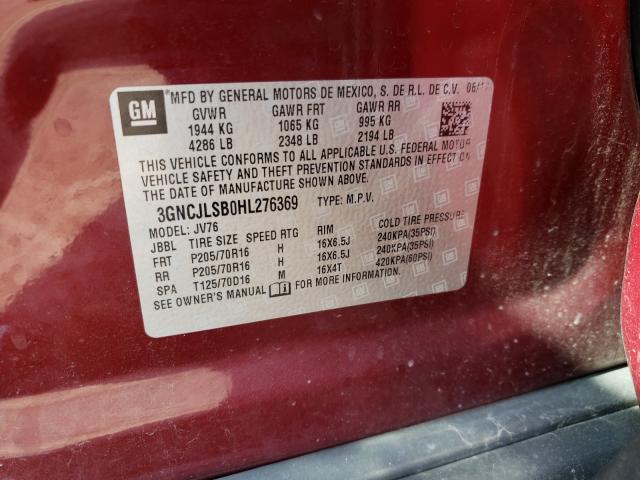 GM
*MFD BY GENERAL MOTORS DE MEXICO, S. DE R.L. DE C.V. 06/1
GVWR GAWR FRT GAWR RR
1944 KG 1065 KG 995 KG
4286 LB 2348 LB 2194 LB
THIS VEHICLE CONFORMS TO ALL APPLICABLE U.S. FEDERAL MOTOR
VEHICLE SAFETY AND THEFT PREVENTION STANDARDS IN EFFECT ON
THE DATE OF MANUFACTURE SHOWN ABOVE.
3GNCJLSB0HL276369 TYPE: M.P.V.
MODEL: JV76
JBBL TIRE SIZE SPEED RTG RIM COLD TIRE PRESSURE
FRT P205/70R16 H 16X6.5J 240KPA(35PSI)
RR P205/70R16 H 16X6.5J 240KPA(35PSI)
SPA T125/70D16 M 16X4T 420KPA(60PSI)
SEE OWNER'S MANUAL FOR MORE INFORMATION.